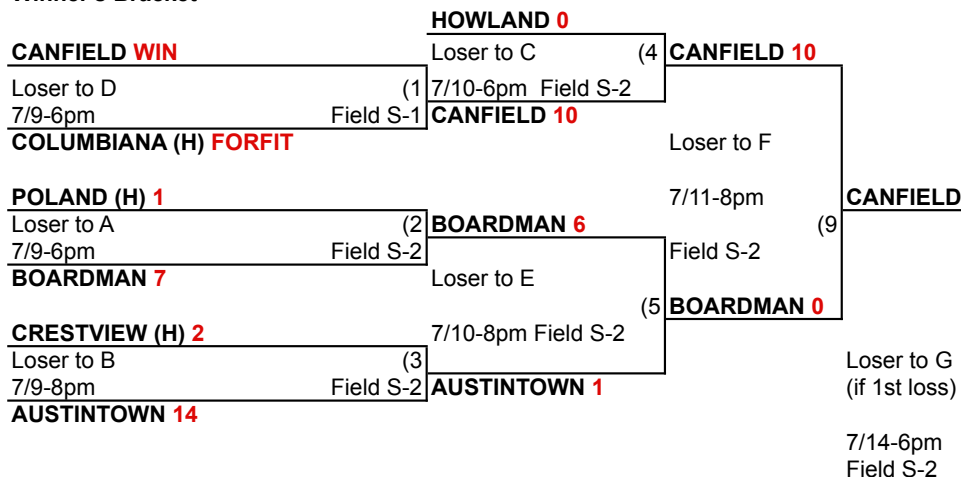 HOWLAND 0
CANFIELD WIN
Loser to C (4 CANFIELD 10
Loser to D (1 7/10-6pm Field S-2
7/9-6pm Field S-1 CANFIELD 10
COLUMBIANA (H) FORFIT
Loser to F
POLAND (H) 1
7/11-8pm CANFIELD
Loser to A (2 BOARDMAN 6 (9
7/9-6pm Field S-2 Field S-2
BOARDMAN 7
Loser to E
(5 BOARDMAN 0
CRESTVIEW (H) 2
7/10-8pm Field S-2
Loser to B (3 Loser to G
7/9-8pm Field S-2 AUSTINTOWN 1 (if 1st loss)
AUSTINTOWN 14
7/14-6pm
Field S-2